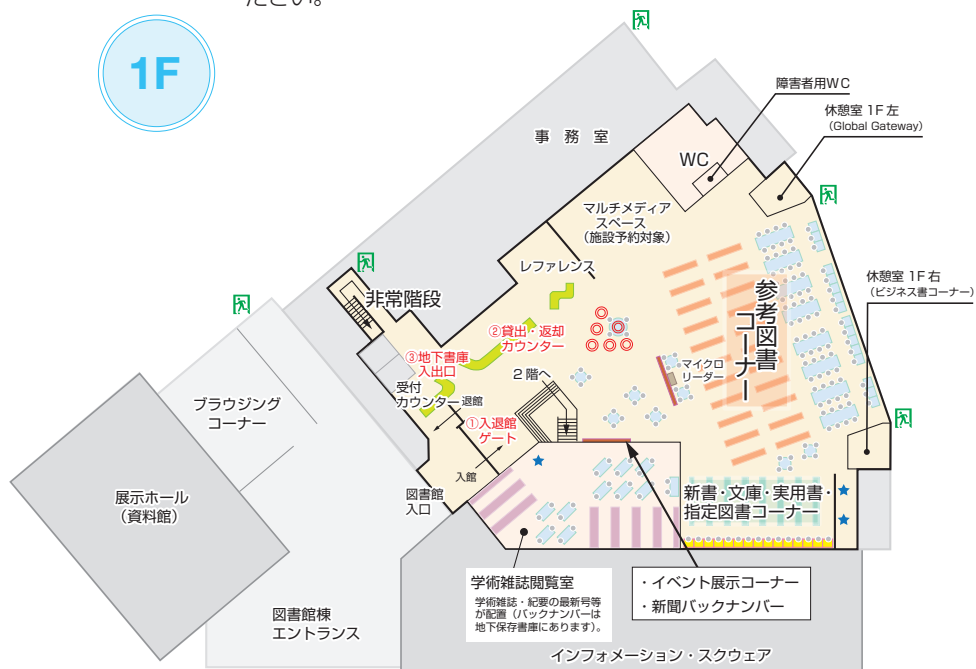 ださい。
1F
障害者用WC
休憩室 1F 左
（Global Gateway）
事 務 室
WC
マルチメディア
スペース
（施設予約対象）
レファレンス
休憩室 1F 右
（ビジネス書コーナー）
非常階段
参考図書
コーナー
②貸出・返却
カウンター
③地下書庫
入出口
マイクロ
リーダー
2 階へ
受付
カウンター
退館
ブラウジング
コーナー
①入退館
ゲート
入館
図書館
入口
展示ホール
（資料館）
新書・文庫・実用書・
指定図書コーナー
学術雑誌閲覧室
学術雑誌・紀要の最新号等
が配置（バックナンバーは
地下保存書庫にあります）。
・イベント展示コーナー
・新聞バックナンバー
図書館棟
エントランス
インフォメーション・スクウェア